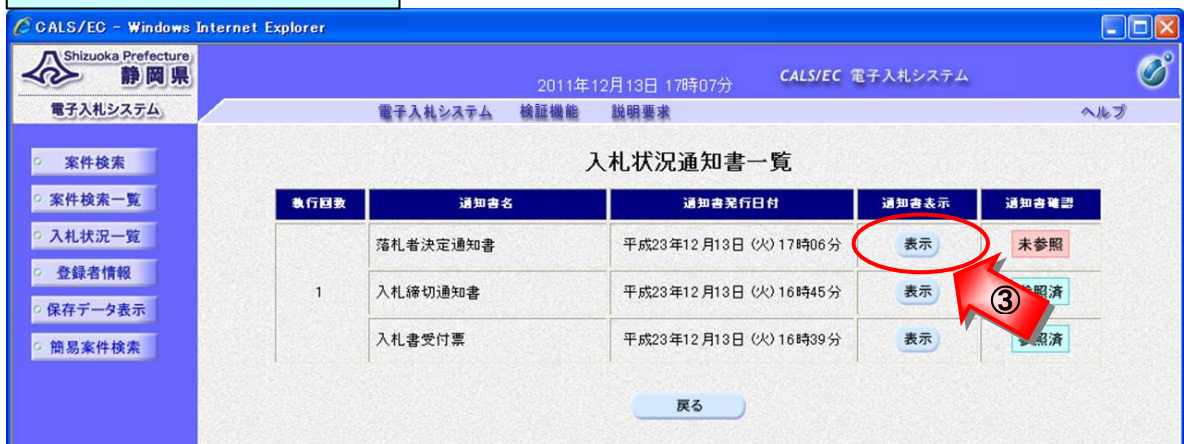 CALS/EC - Windows Internet Explorer
Shizuoka Prefecture
静岡県
2011年12月13日 17時07分
CALS/EC 電子入札システム
電子入札システム
電子入札システム 検証機能 説明要求
ヘルプ
案件検索
案件検索一覧
入札状況一覧
登録者情報
保存データ表示
簡易案件検索
入札状況通知書一覧
執行回数 通知書名 通知書発行日付 通知書表示 通知書確認
落札者決定通知書 平成23年12月13日 (火) 17時06分 表示 未参照
1 入札締切通知書 平成23年12月13日 (火) 16時45分 表示 参照済
③
入札書受付票 平成23年12月13日 (火) 16時39分 表示 参照済
戻る